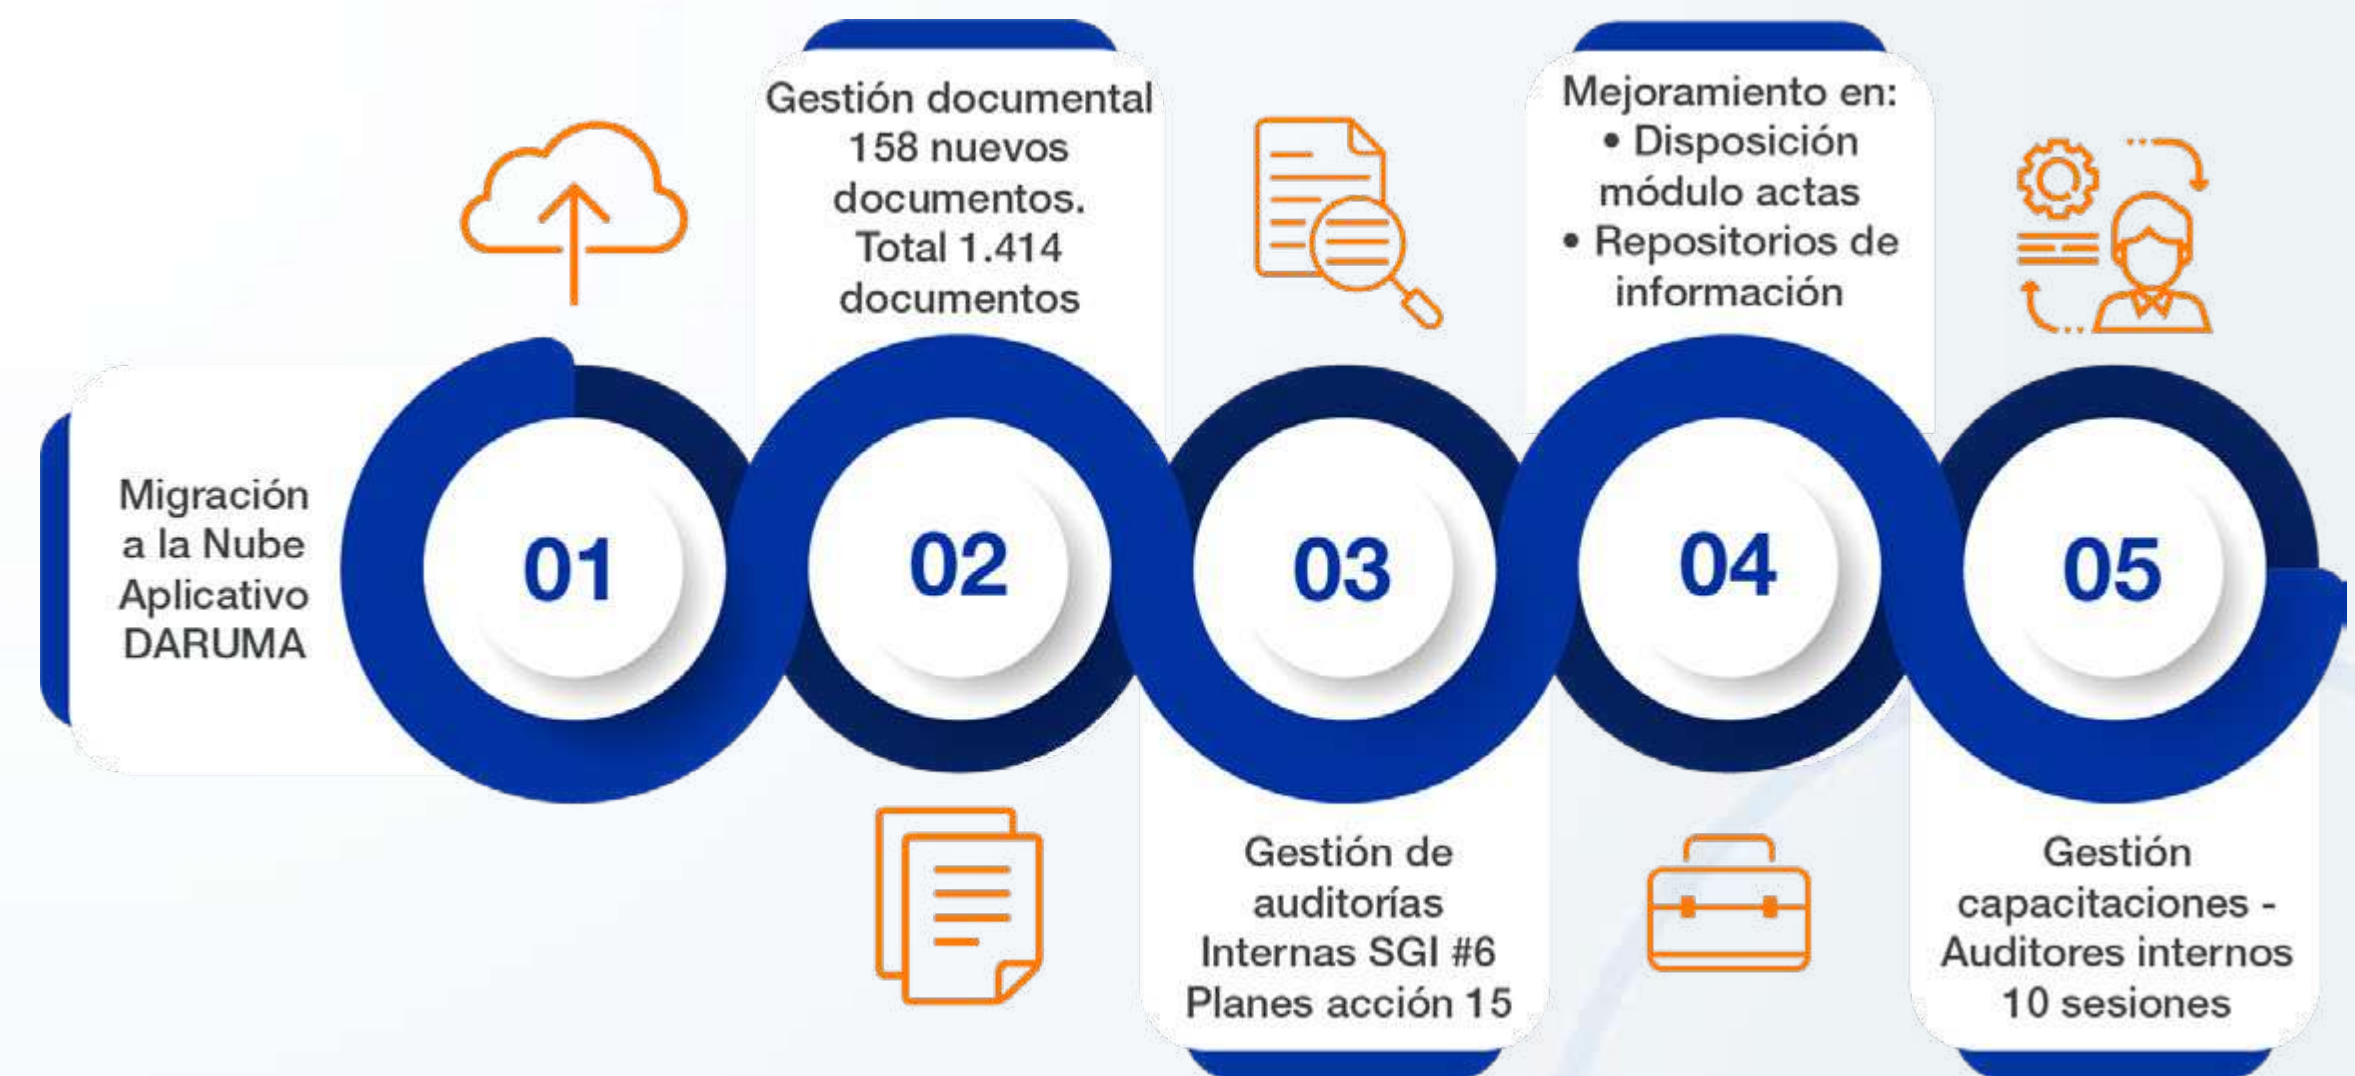 Migración
a la Nube
Aplicativo
DARUMA
01
Gestión documental
158 nuevos
documentos.
Total 1.414
documentos
02
03
Gestión de
auditorías
Internas SGI #6
Planes acción 15
Mejoramiento en:
• Disposición
módulo actas
• Repositorios de
información
04
05
Gestión
capacitaciones -
Auditores internos
10 sesiones